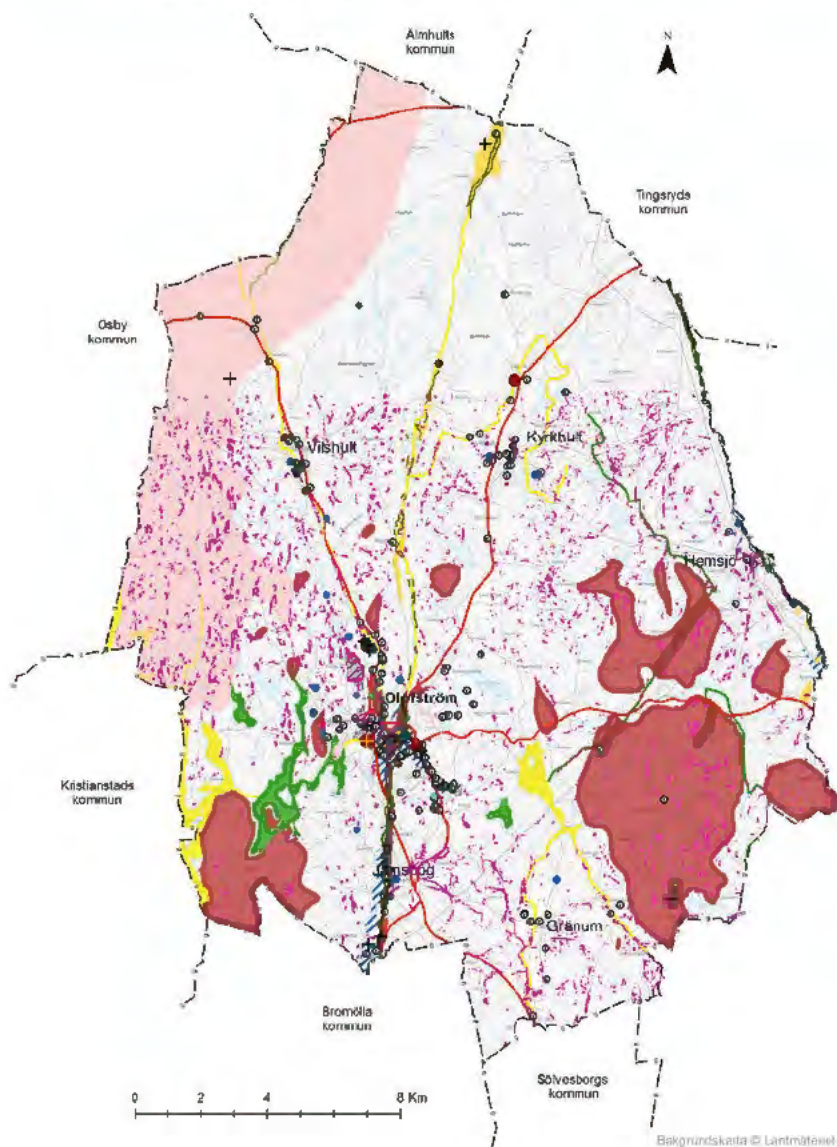 Älmhults
kommun
N
Tingsryds
kommun
Osby
kommun
Vilshult
Kyrkhult
Hemsjö
Olofström
Kristianstads
kommun
Jämshög
Gränum
Bromölla
kommun
Sölvesborgs
kommun
0 2 4 8 Km
Bakgrundskarta © Lantmäteriet